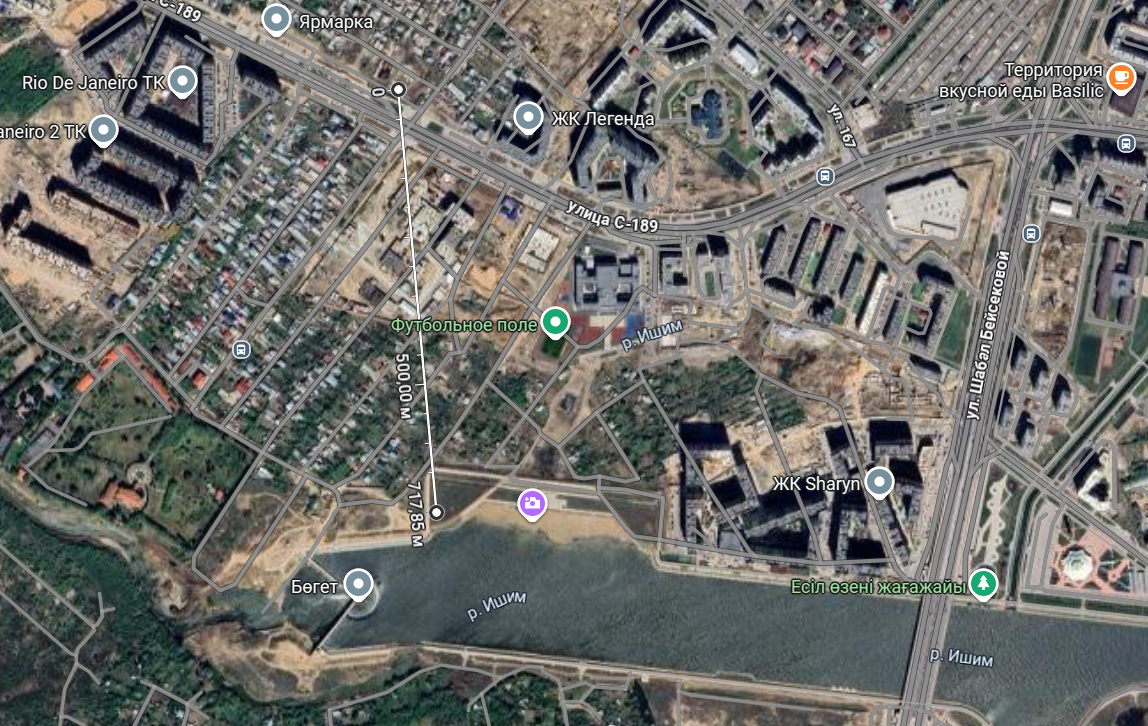 С-189
Ярмарка
Rio De Janeiro TK
aneiro 2 TK
0
ЖК Легенда
ул. 167
Территория
вкусной еды Basilic
улица С-189
Футбольное поле
р. Ишим
ул. Шабал Бейсековой
500,00 м
717,85 м
ЖК Sharyn
Бөгет
р. Ишим
Есіл өзені жағажайы
р. Ишим